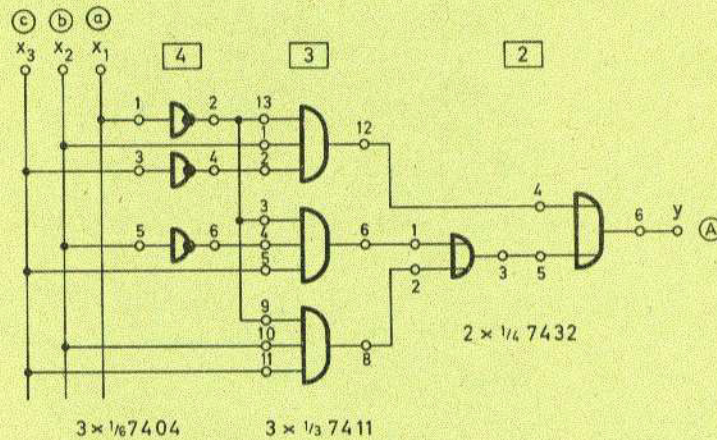 c b a
x3 x2 x1 4 3 2
1 2 13
1 12
3 4 2
4
3
5 6 4 6 1 6 y A
5 3 5
2
9
10 2 × 1/4 7432
11 8
3 × 1/6 7404 3 × 1/3 7411